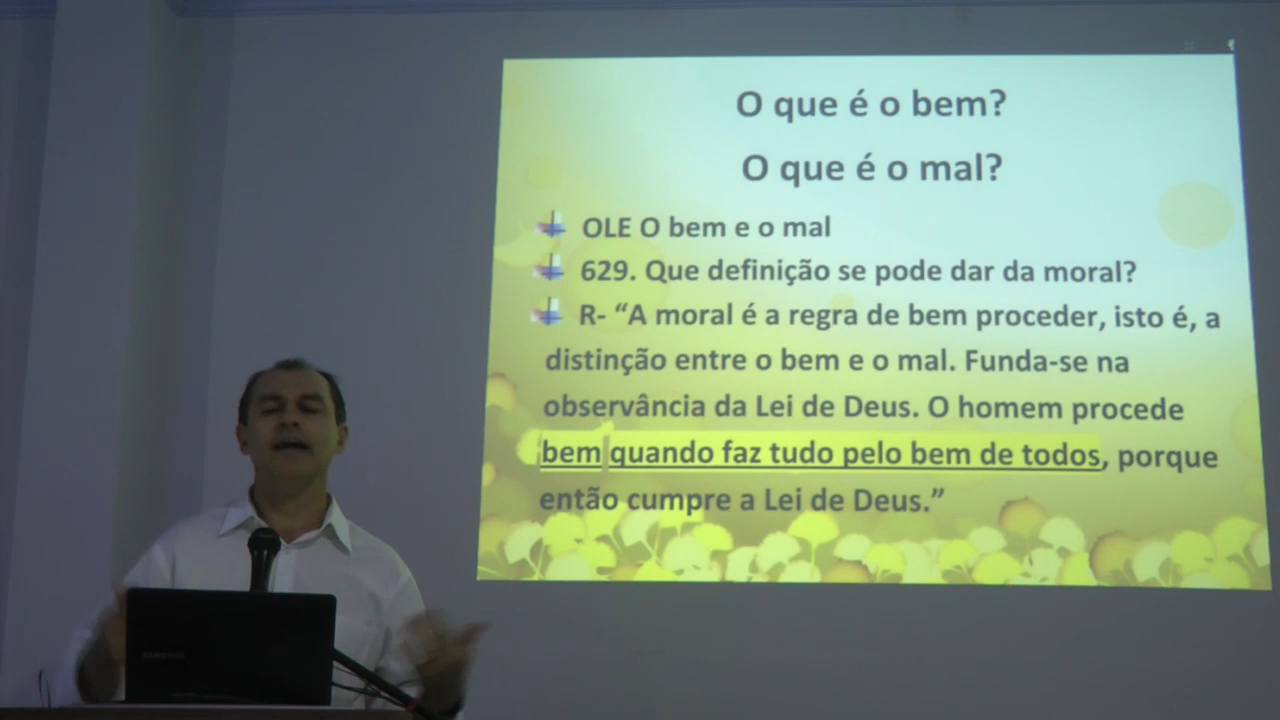 O que é o bem?
O que é o mal?
OLE O bem e o mal
629. Que definição se pode dar da moral?
R- “A moral é a regra de bem proceder, isto é, a
distinção entre o bem e o mal. Funda-se na
observância da Lei de Deus. O homem procede
bem quando faz tudo pelo bem de todos, porque
então cumpre a Lei de Deus.”
SAMSUNG